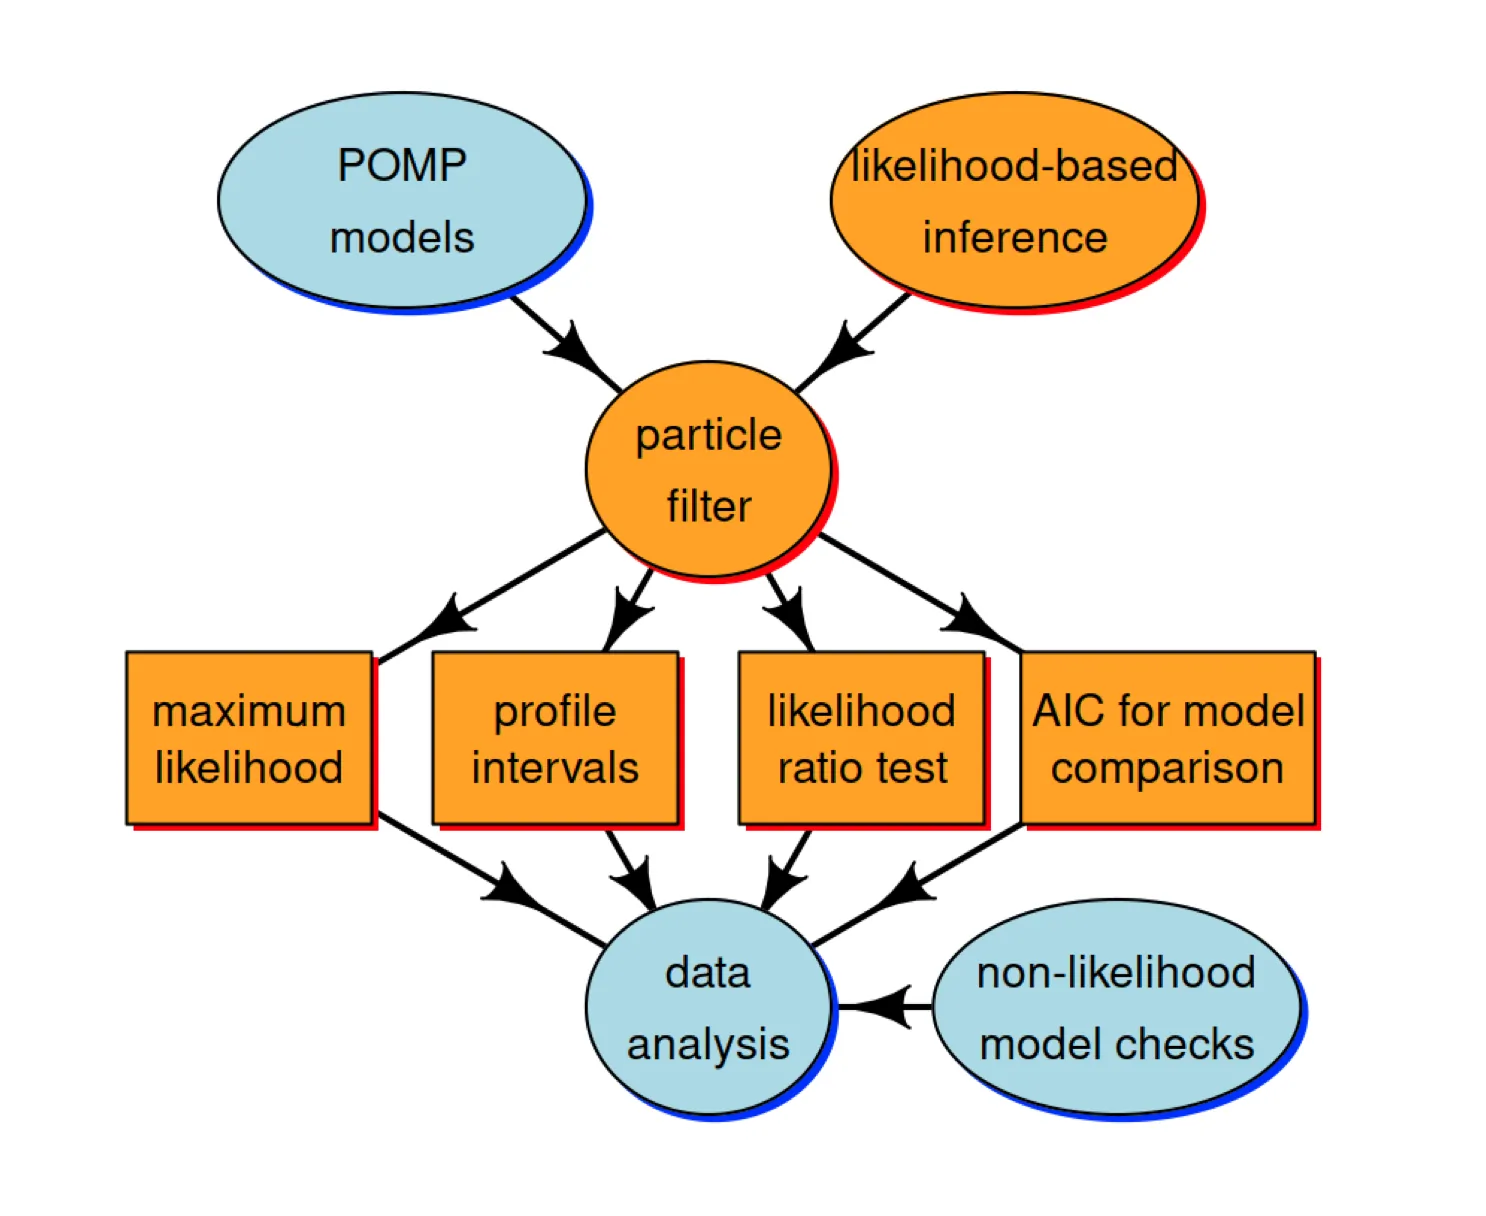 POMP
models
likelihood-based
inference
particle
filter
maximum
likelihood
profile
intervals
likelihood
ratio test
AIC for model
comparison
data
analysis
non-likelihood
model checks